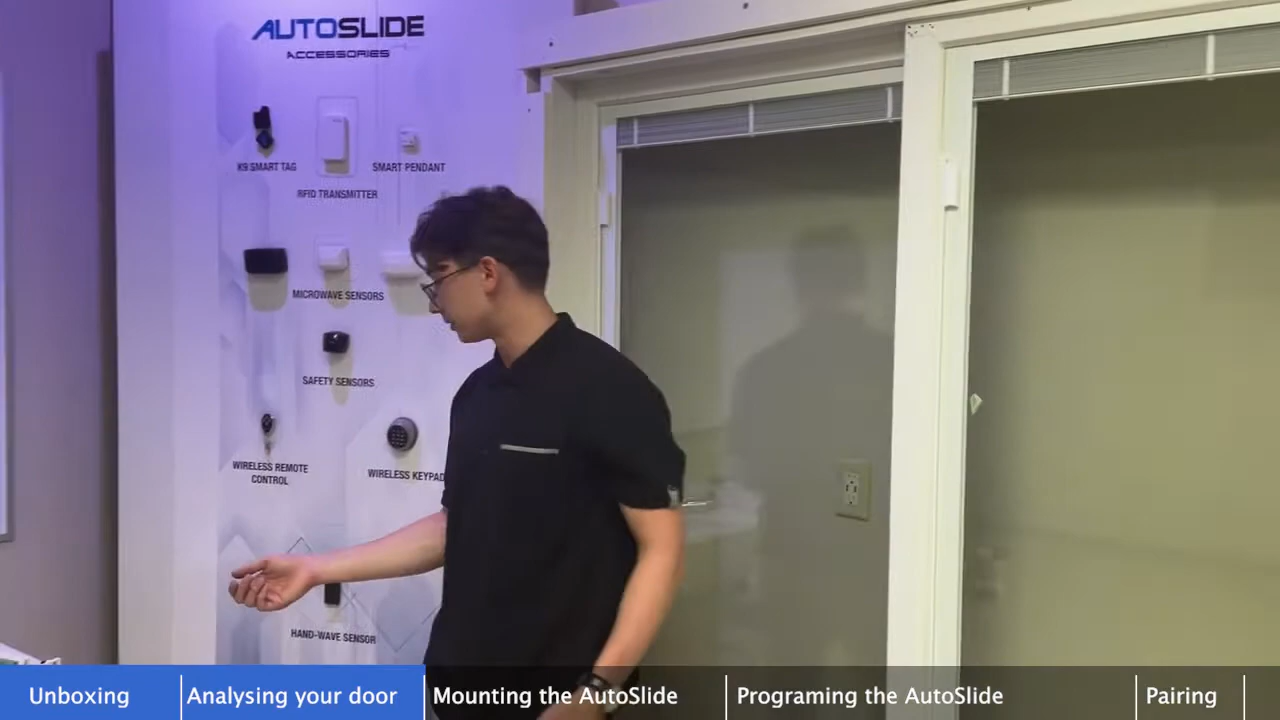 AUTOSLIDE
ACCESSORIES
K9 SMART TAG
SMART PENDANT
RFID TRANSMITTER
MICROWAVE SENSORS
SAFETY SENSORS
WIRELESS REMOTE
CONTROL
WIRELESS KEYPAD
HAND-WAVE SENSOR
Unboxing
Analysing your door
Mounting the AutoSlide
Programing the AutoSlide
Pairing